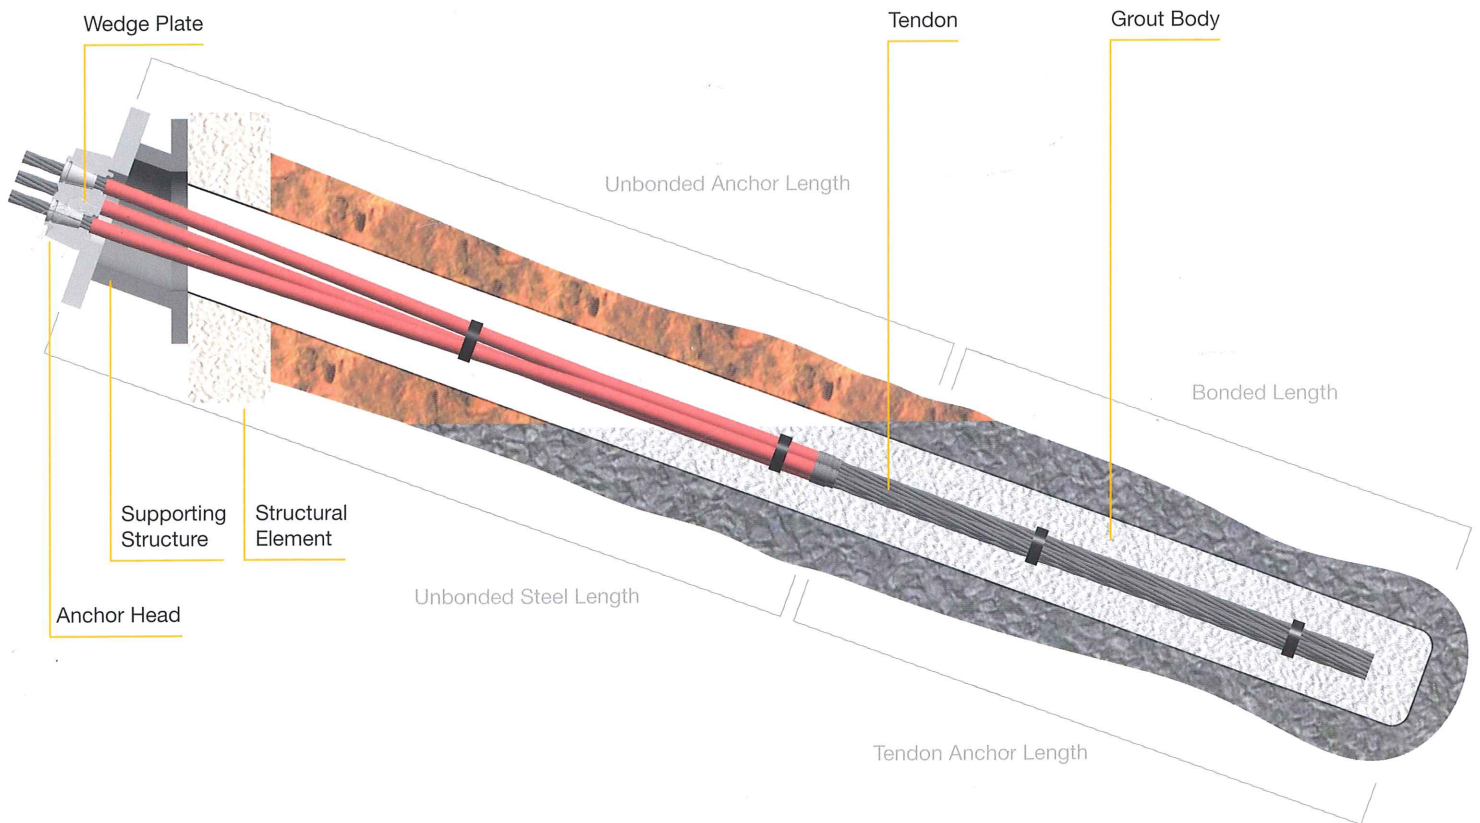 Wedge Plate
Tendon
Grout Body
Unbonded Anchor Length
Bonded Length
Supporting
Structure
Structural
Element
Unbonded Steel Length
Anchor Head
Tendon Anchor Length